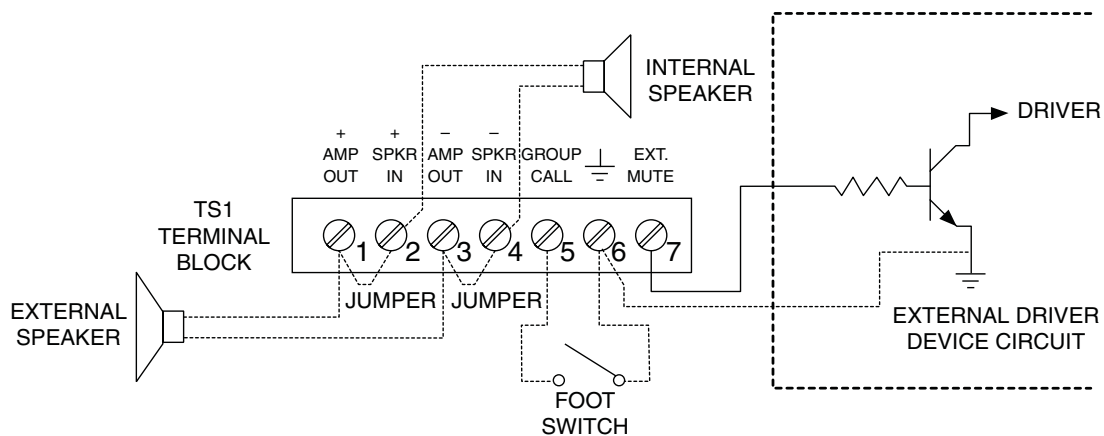 INTERNAL
SPEAKER
DRIVER
+ + – –
AMP SPKR AMP SPKR GROUP EXT.
OUT IN OUT IN CALL MUTE
TS1
TERMINAL
BLOCK
1 2 3 4 5 6 7
JUMPER JUMPER
EXTERNAL
SPEAKER
EXTERNAL DRIVER
DEVICE CIRCUIT
FOOT
SWITCH